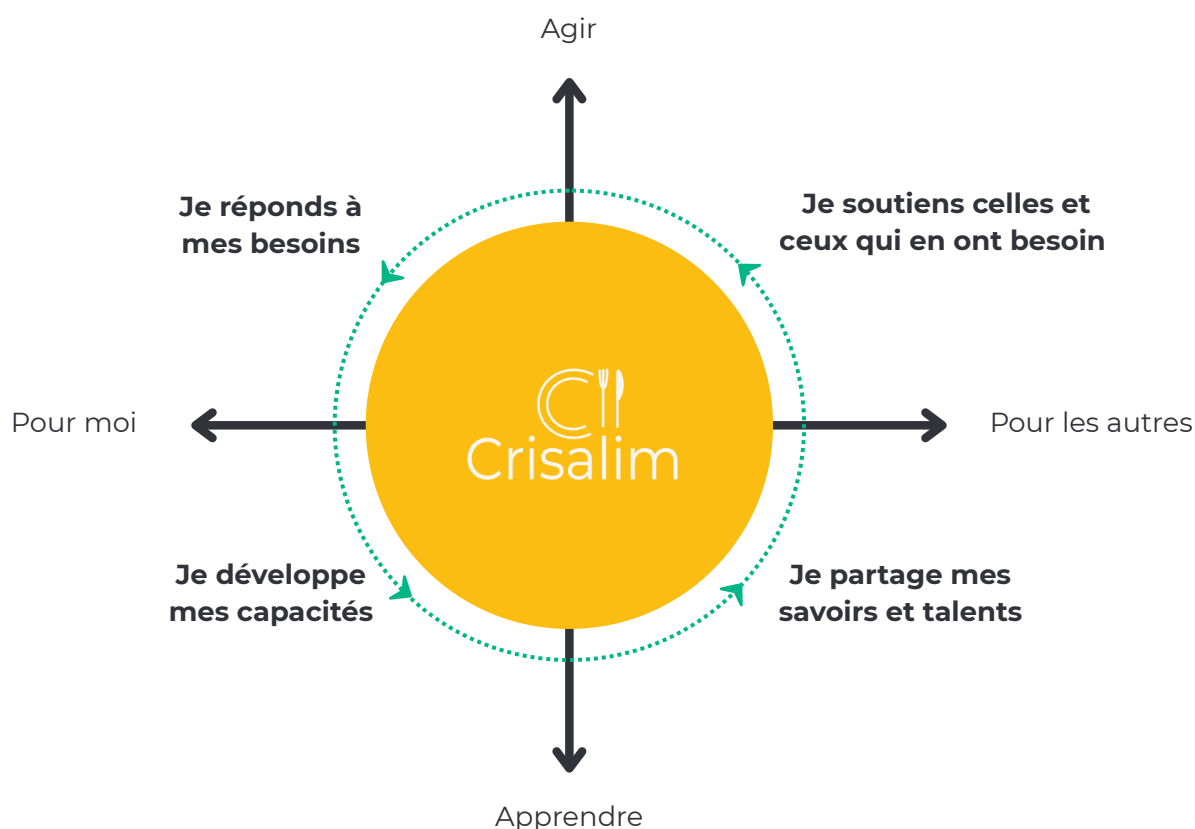 Agir
Je réponds à
mes besoins
Je soutiens celles et
ceux qui en ont besoin
Pour moi
Crisalim
Pour les autres
Je développe
mes capacités
Je partage mes
savoirs et talents
Apprendre